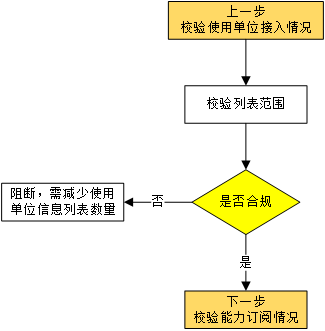 上一步
校验使用单位接入情况
校验列表范围
是否合规
否
阻断，需减少使用
单位信息列表数量
是
下一步
校验能力订阅情况